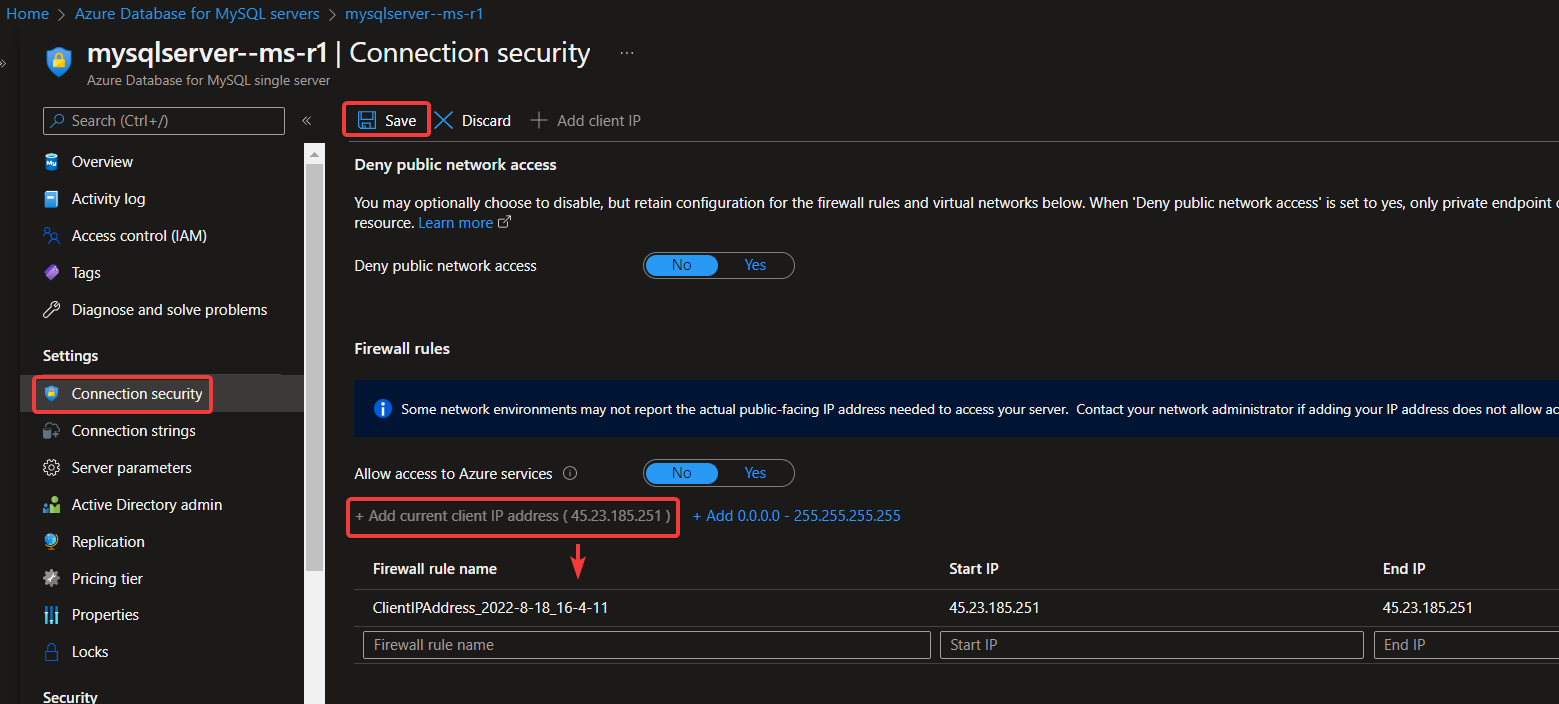 Home > Azure Database for MySQL servers > mysqlserver--ms-r1
mysqlserver--ms-r1 | Connection security ...
Azure Database for MySQL single server
Search (Ctrl+/)
Overview
Activity log
Access control (IAM)
Tags
Diagnose and solve problems
Settings
Connection security
Connection strings
Server parameters
Active Directory admin
Replication
Pricing tier
Properties
Locks
Security
Save Discard Add client IP
Deny public network access
You may optionally choose to disable, but retain configuration for the firewall rules and virtual networks below. When 'Deny public network access' is set to yes, only private endpoint
resource. Learn more
Deny public network access No Yes
Firewall rules
Some network environments may not report the actual public-facing IP address needed to access your server. Contact your network administrator if adding your IP address does not allow
Allow access to Azure services No Yes
+ Add current client IP address ( 45.23.185.251 ) + Add 0.0.0.0 - 255.255.255.255
Firewall rule name Start IP End IP
ClientIPAddress_2022-8-18_16-4-11 45.23.185.251 45.23.185.251
Firewall rule name Start IP End IP